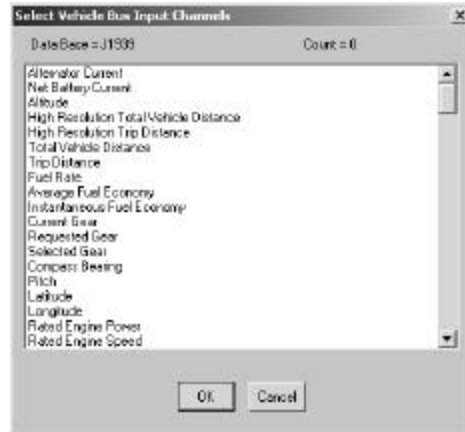 Select Vehicle Bus Input Channels
Data Base = J1939 Count = 0
Alternator Current
Net Battery Current
Altitude
High Resolution Total Vehicle Distance
High Resolution Trip Distance
Total Vehicle Distance
Trip Distance
Fuel Rate
Average Fuel Economy
Instantaneous Fuel Economy
Current Gear
Requested Gear
Selected Gear
Compass Bearing
Pitch
Latitude
Longitude
Rated Engine Power
Rated Engine Speed
OK Cancel